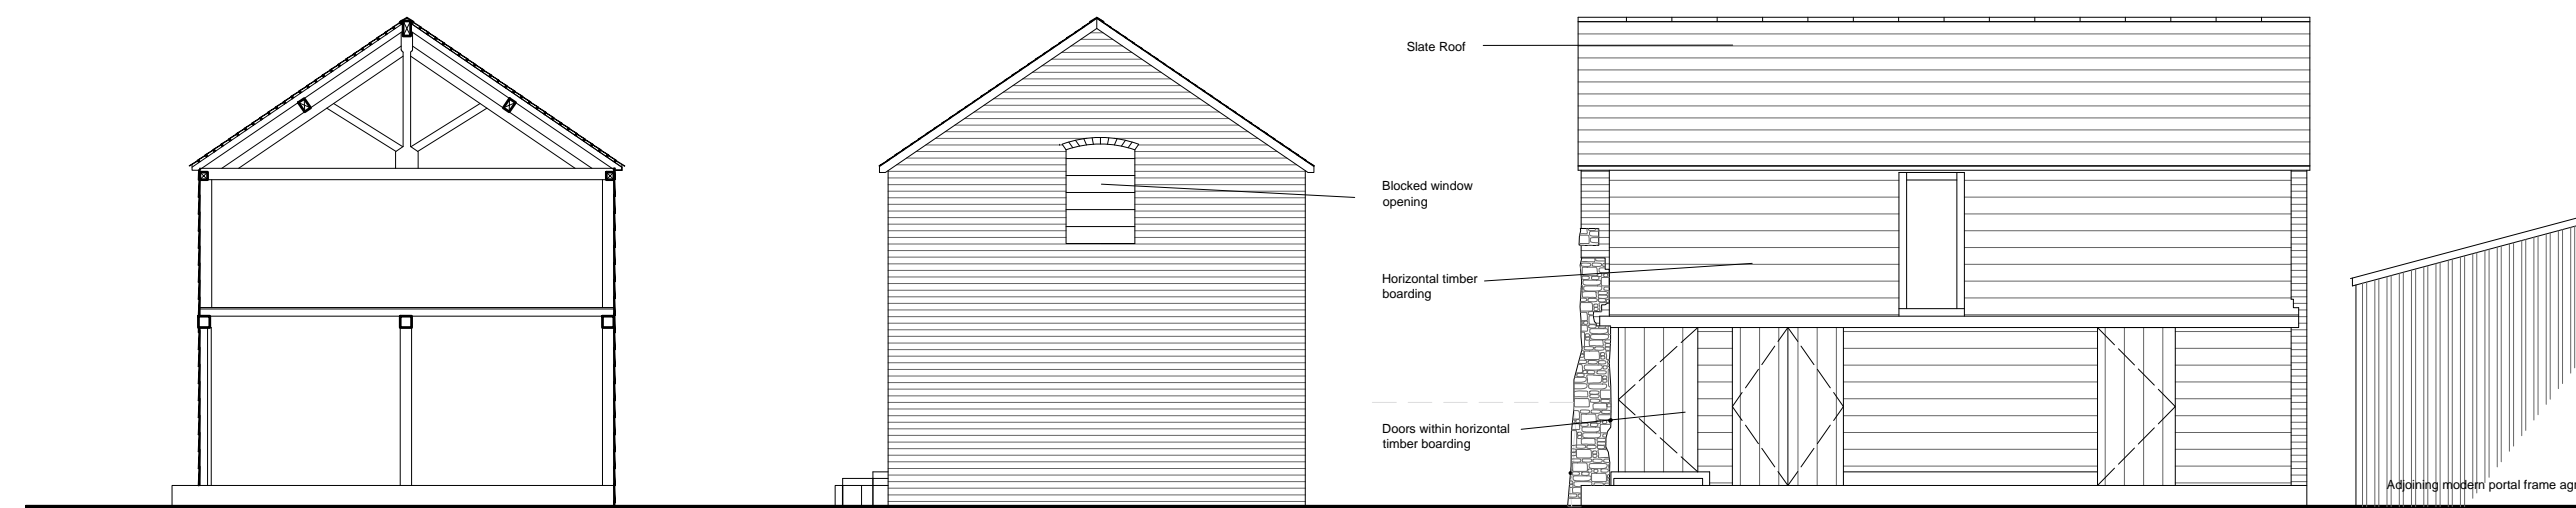 Slate Roof
Blocked window
opening
Horizontal timber
boarding
Doors within horizontal
timber boarding
Adjoining modern portal frame agr